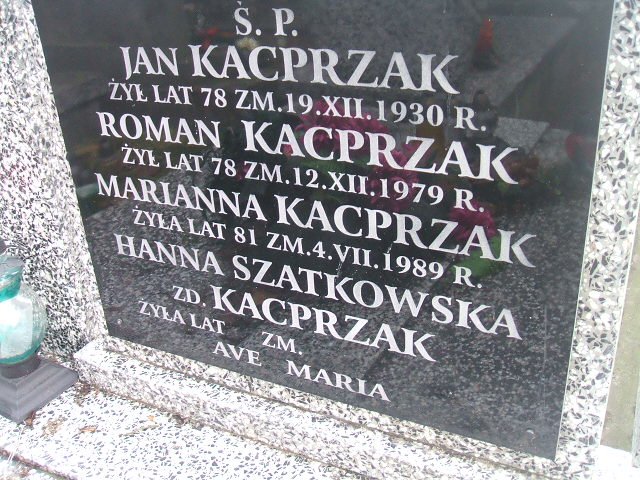 Ś. P.
JAN KACPRZAK
ŻYŁ LAT 78 ZM.19.XII.1930 R.
ROMAN KACPRZAK
ŻYŁ LAT 78 ZM.12.XII.1979 R.
MARIANNA KACPRZAK
ŻYŁA LAT 81 ZM.4.VII.1989 R.
HANNA SZATKOWSKA
ZD. KACPRZAK
ŻYŁA LAT ZM.
AVE MARIA